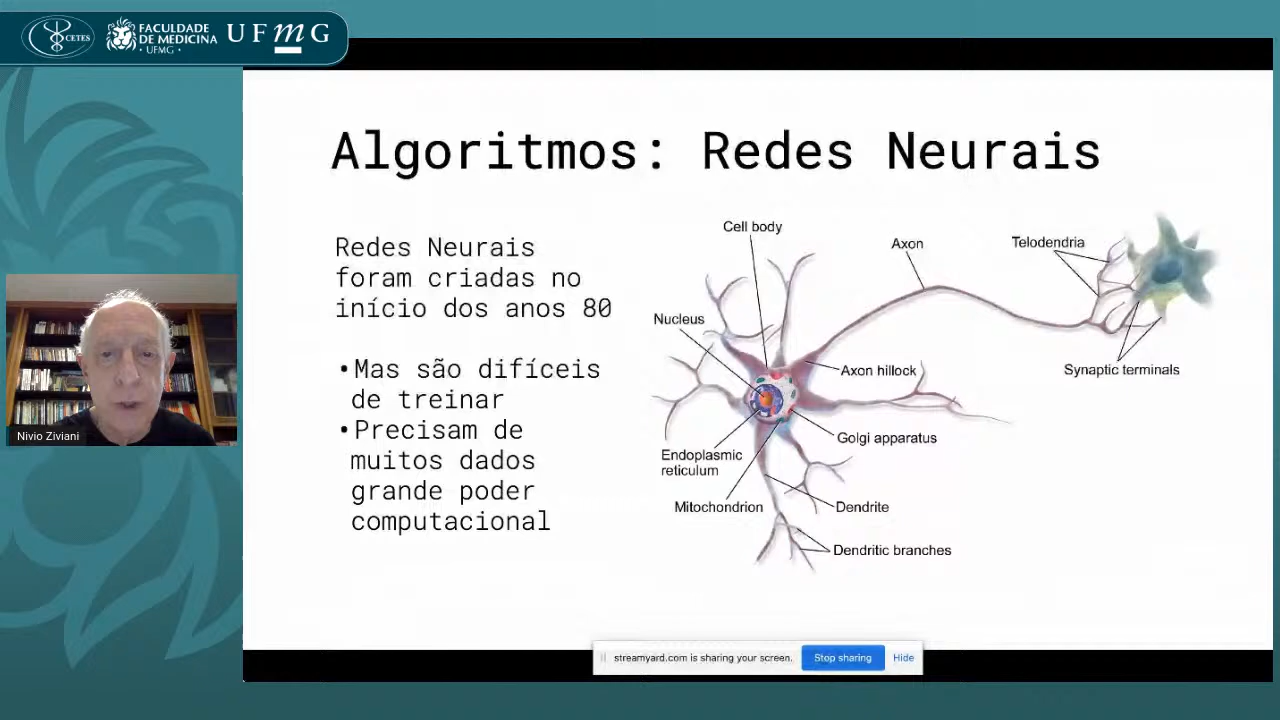 CETES
FACULDADE
DE MEDICINA
• UFMG •
UFmG
Algoritmos: Redes Neurais
Redes Neurais
foram criadas no
início dos anos 80
•Mas são difíceis
de treinar
•Precisam de
muitos dados
grande poder
computacional
Cell body
Axon
Telodendria
Nucleus
Axon hillock
Synaptic terminals
Golgi apparatus
Endoplasmic
reticulum
Mitochondrion
Dendrite
Dendritic branches
Nivio Ziviani
streamyard.com is sharing your screen.
Stop sharing
Hide